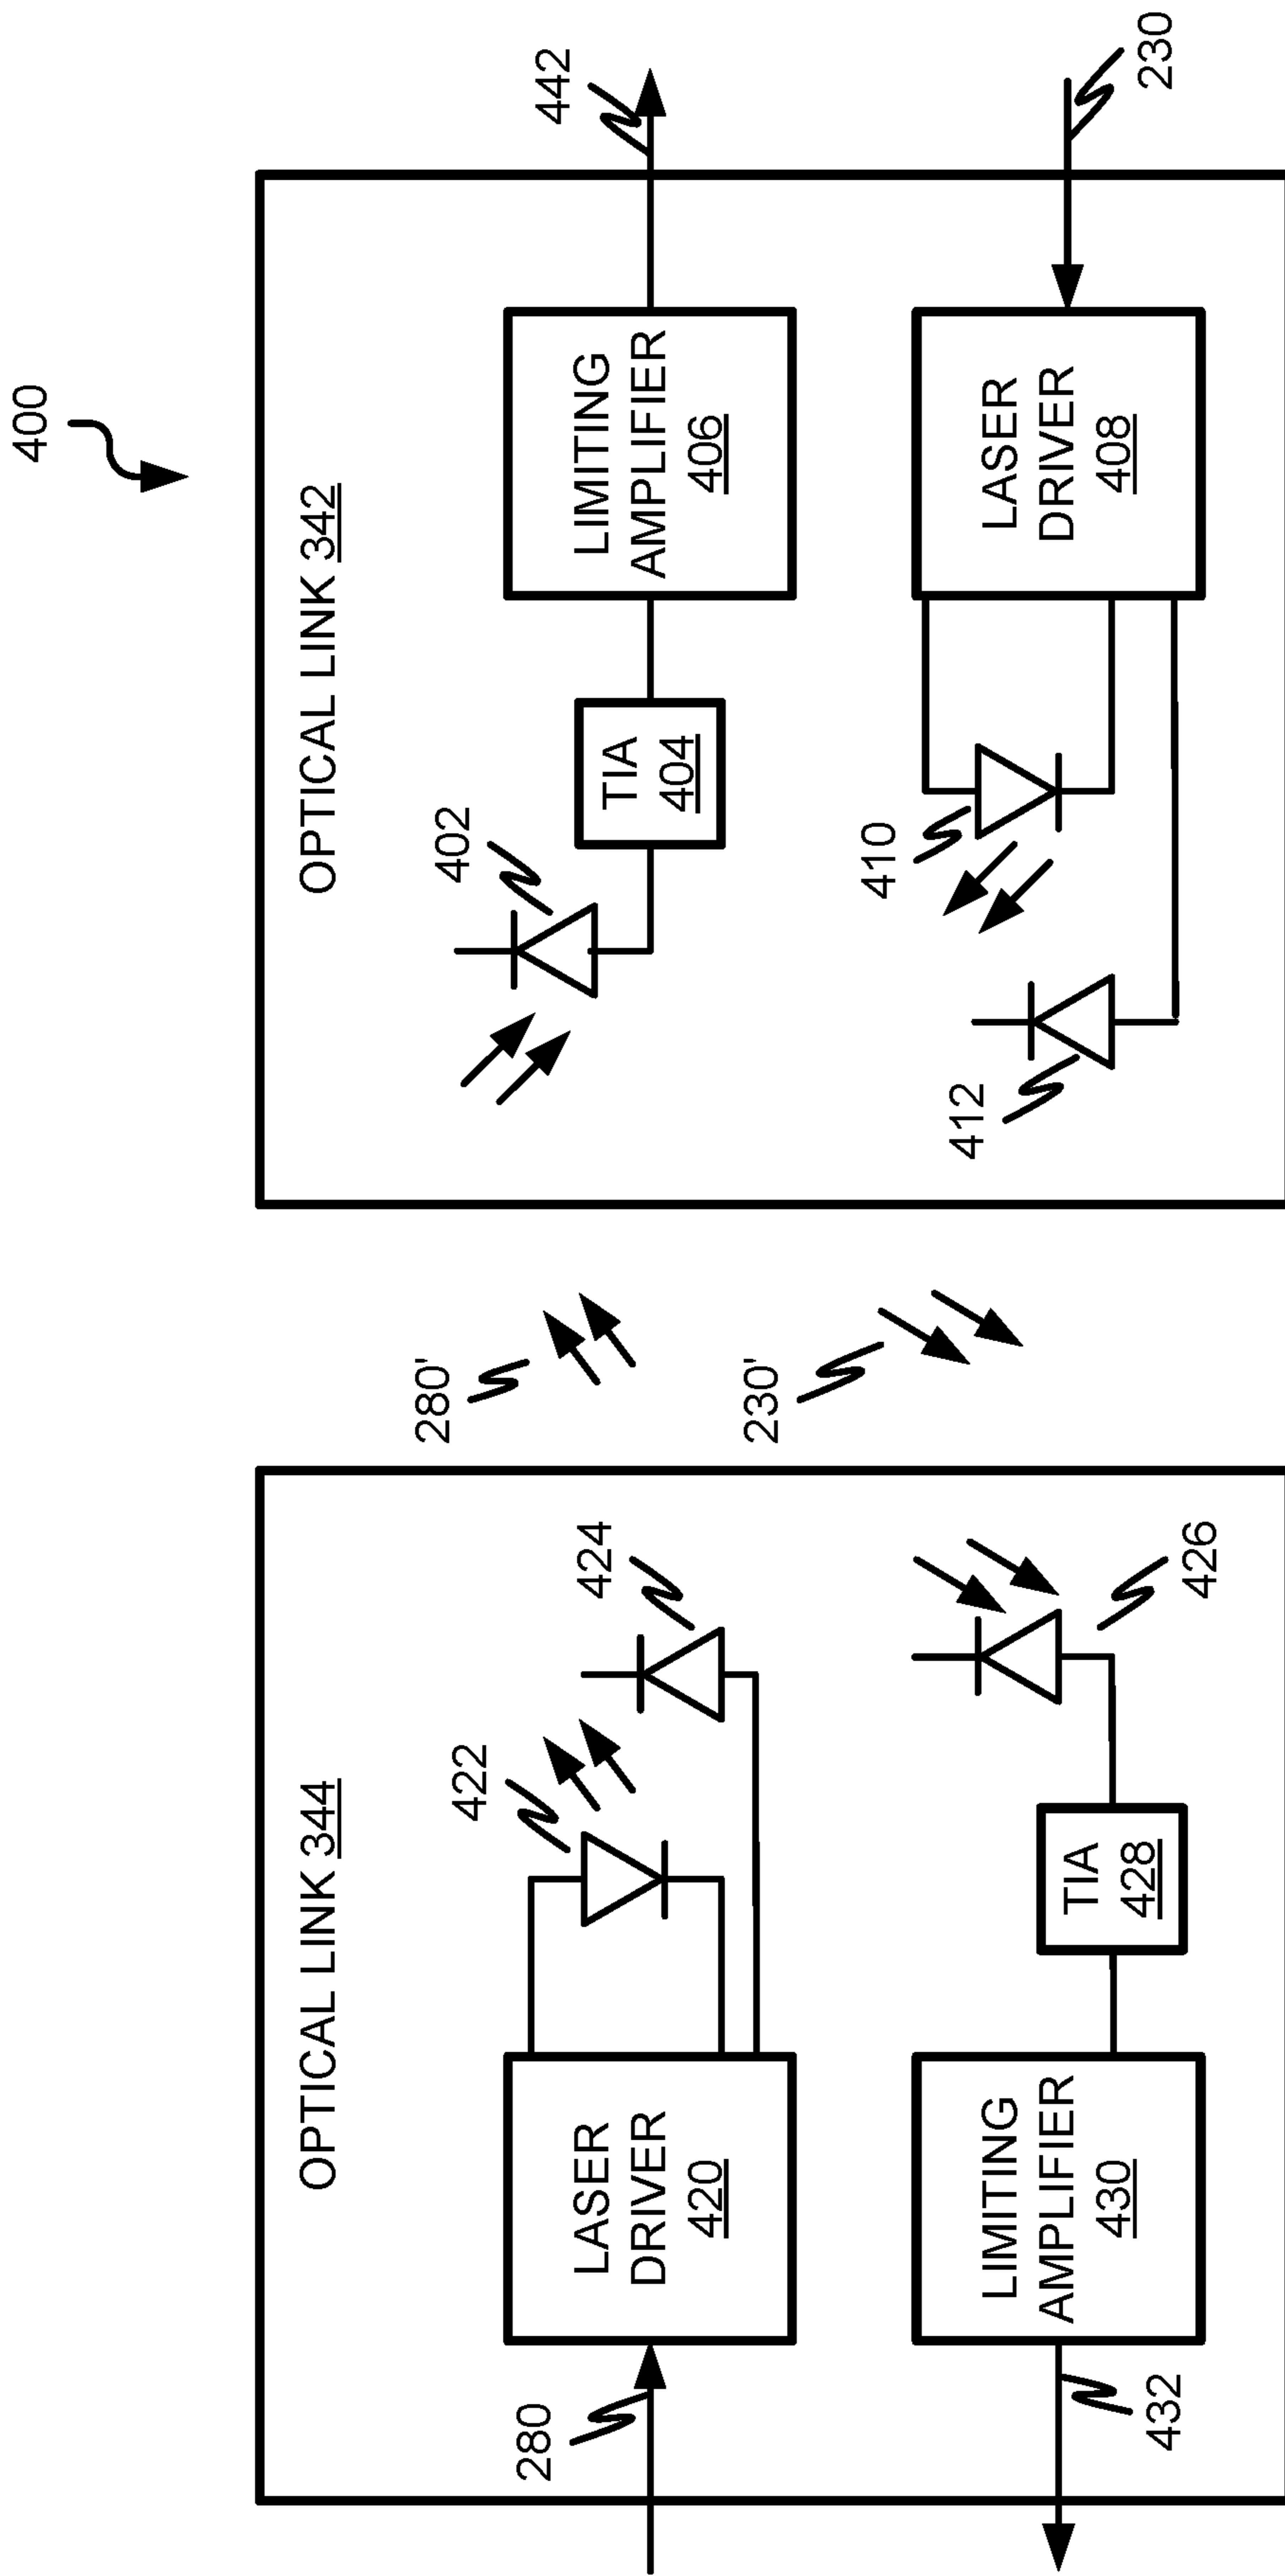 400
OPTICAL LINK 344
OPTICAL LINK 342
280
LASER
DRIVER
420
422
424
280'
402
TIA
404
LIMITING
AMPLIFIER
406
442
432
LIMITING
AMPLIFIER
430
TIA
428
426
230'
412
410
LASER
DRIVER
408
230